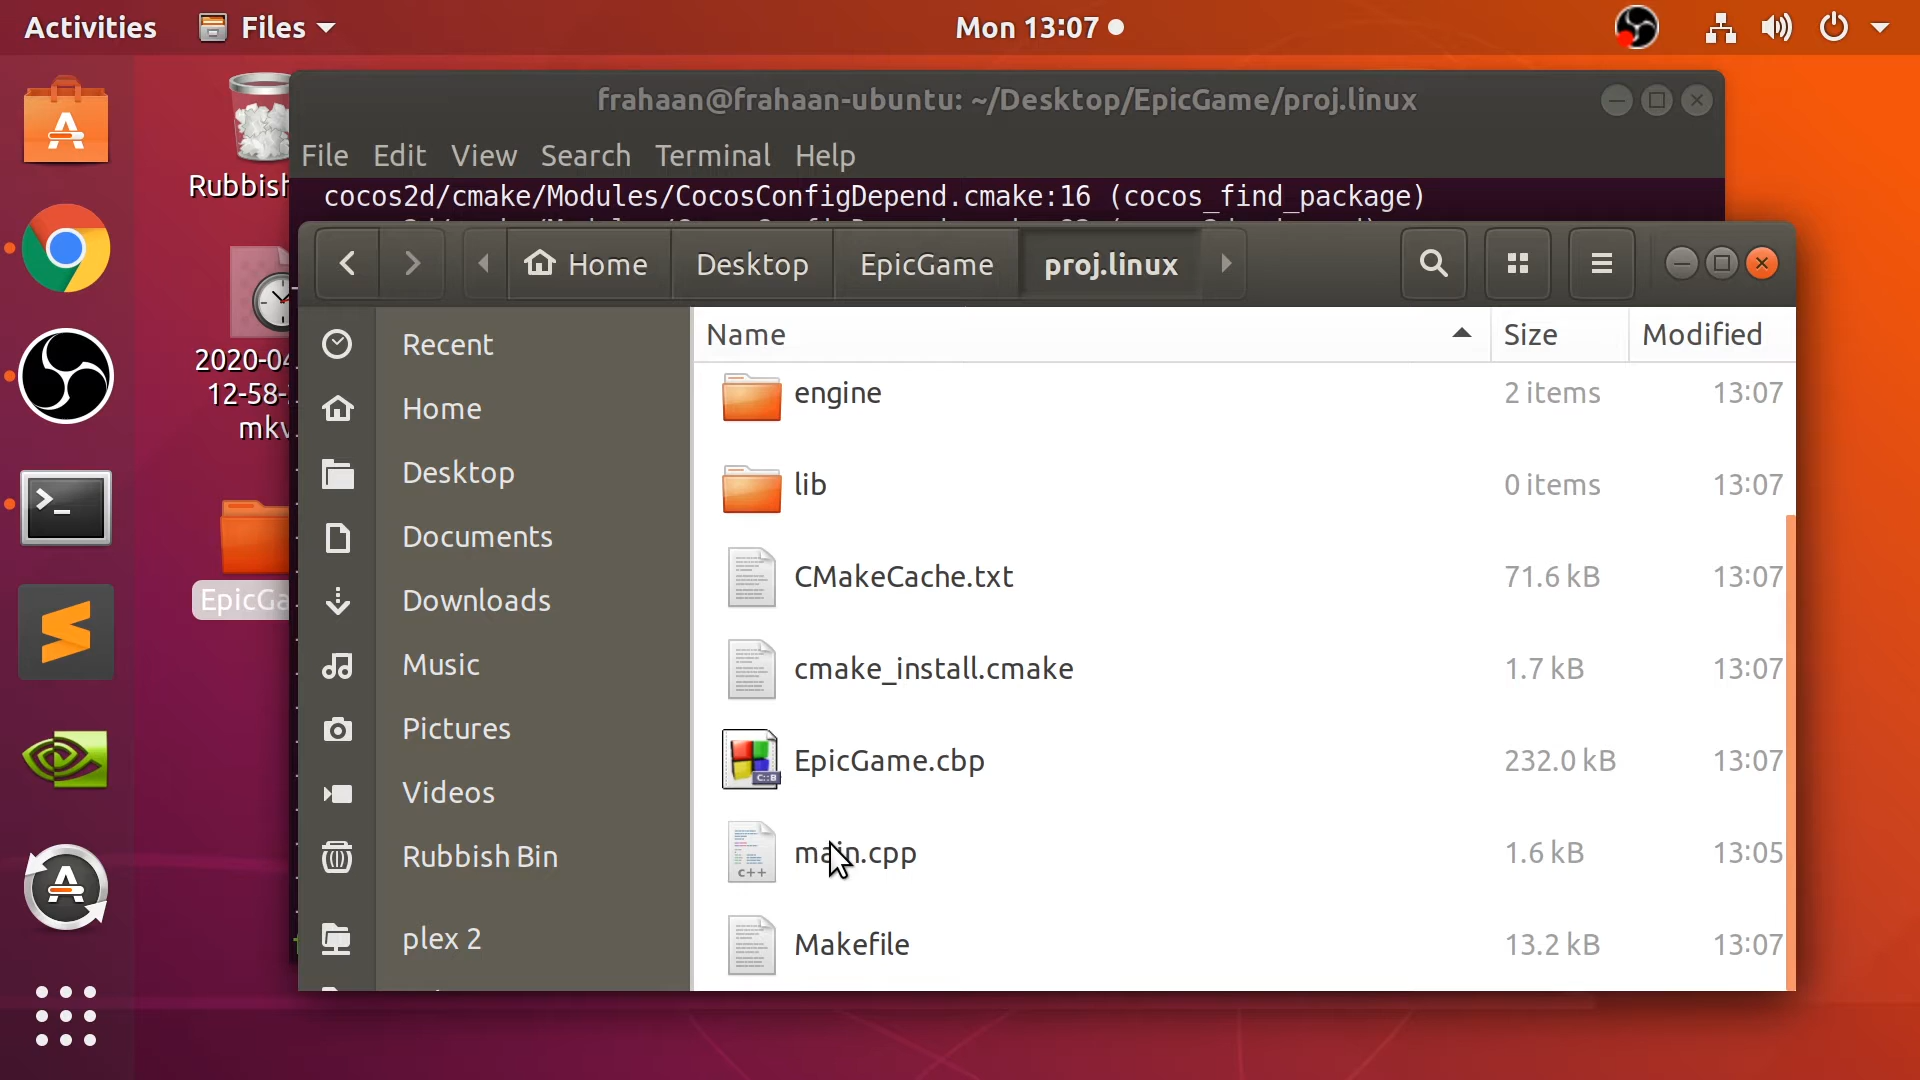 Activities Files Mon 13:07
frahaan@frahaan-ubuntu: ~/Desktop/EpicGame/proj.linux
File Edit View Search Terminal Help
cocos2d/cmake/Modules/CocosConfigDepend.cmake:16 (cocos_find_package)
Home Desktop EpicGame proj.linux
Name Size Modified
Recent
Home
Desktop
Documents
Downloads
Music
Pictures
Videos
Rubbish Bin
plex 2
engine 2 items 13:07
lib 0 items 13:07
CMakeCache.txt 71.6 kB 13:07
cmake_install.cmake 1.7 kB 13:07
EpicGame.cbp 232.0 kB 13:07
main.cpp 1.6 kB 13:05
Makefile 13.2 kB 13:07
Rubbish
2020-04
12-58-
mkv
EpicGa
C::B
c++